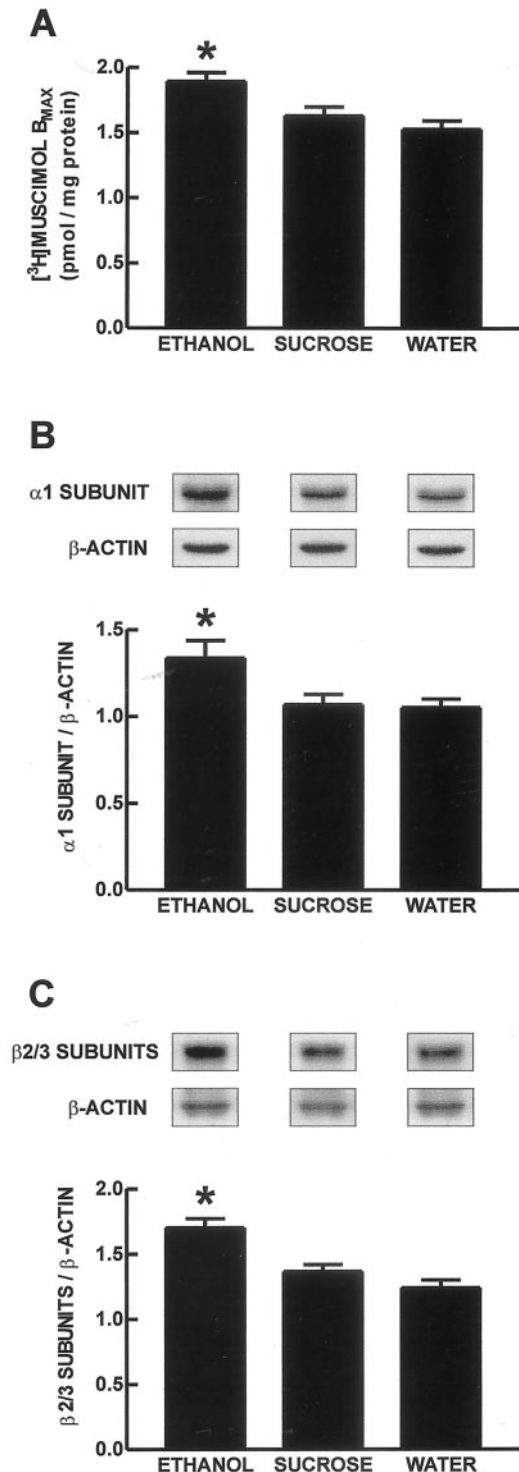 A
*
[³H]MUSCIMOL B_MAX
(pmol / mg protein)
2.0
1.5
1.0
0.5
0.0
ETHANOL SUCROSE WATER
B
α1 SUBUNIT
β-ACTIN
*
α1 SUBUNIT / β-ACTIN
1.5
1.0
0.5
0.0
ETHANOL SUCROSE WATER
C
β2/3 SUBUNITS
β-ACTIN
*
β2/3 SUBUNITS / β-ACTIN
2.0
1.5
1.0
0.5
0.0
ETHANOL SUCROSE WATER